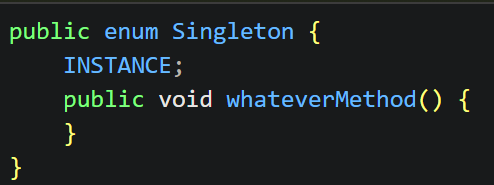 public enum Singleton {
    INSTANCE;
    public void whateverMethod() {
    }
}